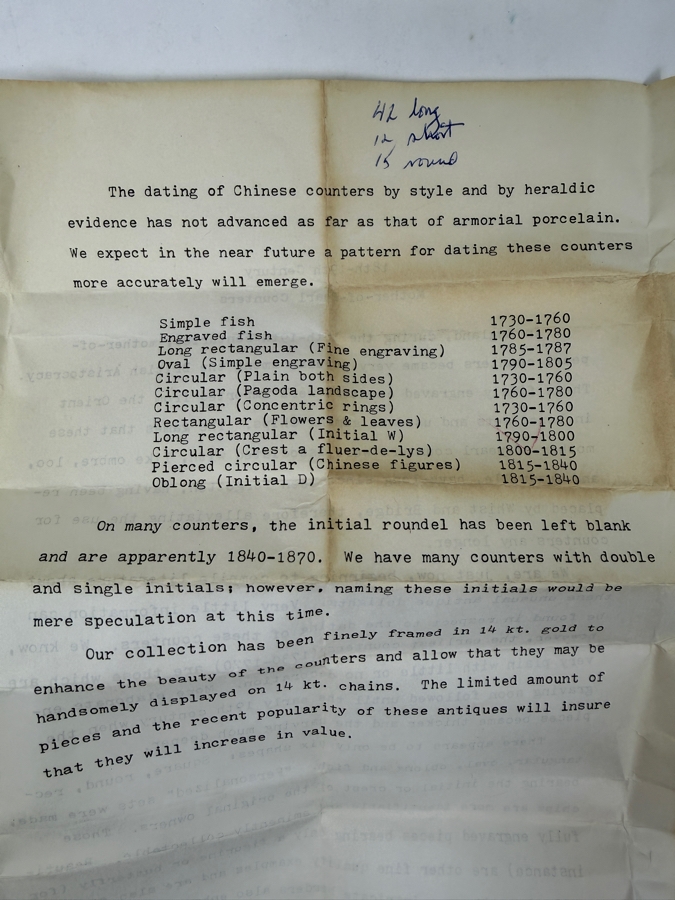 42 long
12 short
15 round
The dating of Chinese counters by style and by heraldic
evidence has not advanced as far as that of armorial porcelain.
We expect in the near future a pattern for dating these counters
more accurately will emerge.
Simple fish 1730-1760
Engraved fish 1760-1780
Long rectangular (Fine engraving) 1785-1787
Oval (Simple engraving) 1790-1805
Circular (Plain both sides) 1730-1760
Circular (Pagoda landscape) 1760-1780
Circular (Concentric rings) 1730-1760
Rectangular (Flowers & leaves) 1760-1780
Long rectangular (Initial W) 1790-1800
Circular (Crest a fluer-de-lys) 1800-1815
Pierced circular (Chinese figures) 1815-1840
Oblong (Initial D) 1815-1840
On many counters, the initial roundel has been left blank
and are apparently 1840-1870. We have many counters with double
and single initials; however, naming these initials would be
mere speculation at this time.
Our collection has been finely framed in 14 kt. gold to
enhance the beauty of the counters and allow that they may be
handsomely displayed on 14 kt. chains. The limited amount of
pieces and the recent popularity of these antiques will insure
that they will increase in value.